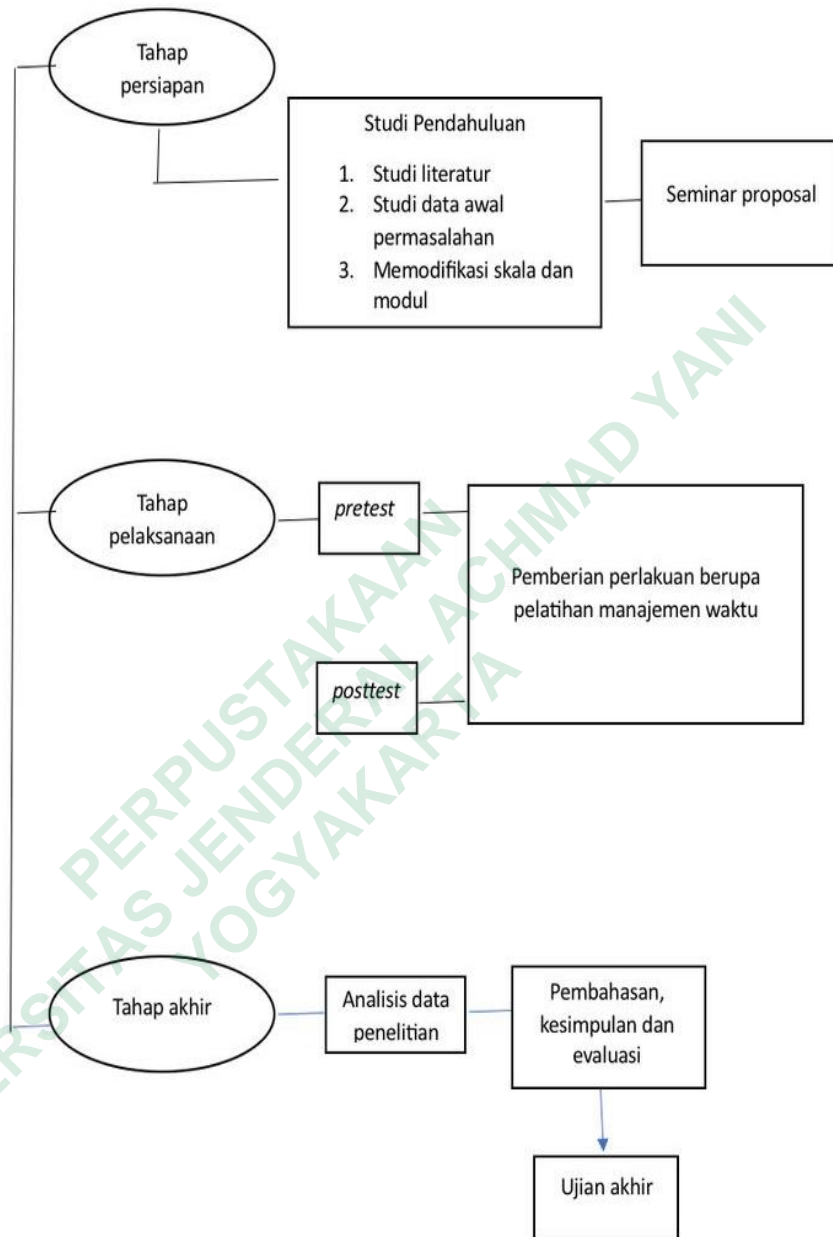 Tahap
persiapan
Studi Pendahuluan
1. Studi literatur
2. Studi data awal
permasalahan
3. Memodifikasi skala dan
modul
Seminar proposal
Tahap
pelaksanaan
pretest
Pemberian perlakuan berupa
pelatihan manajemen waktu
posttest
Tahap akhir
Analisis data
penelitian
Pembahasan,
kesimpulan dan
evaluasi
Ujian akhir
PERPUSTAKAAN
ERSITAS JENDERAL ACHMAD YANI
YOGYAKARTA